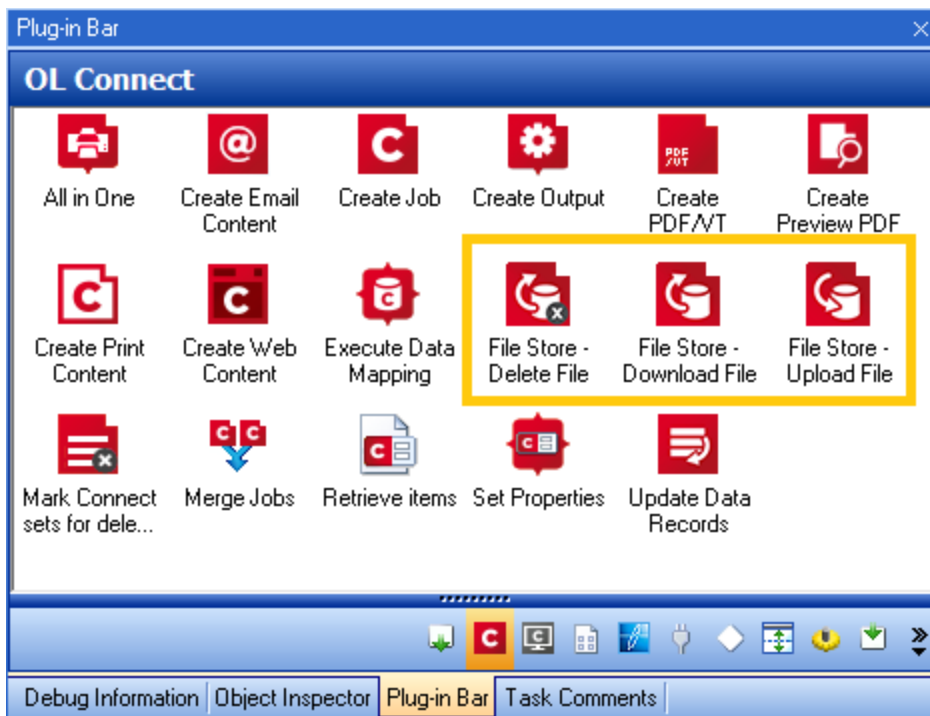 Plug-in Bar
OL Connect
All in One
Create Email
Content
Create Job
Create Output
PDF
/VT
Create
PDF/VT
Create
Preview PDF
Create Print
Content
Create Web
Content
Execute Data
Mapping
File Store -
Delete File
File Store -
Download File
File Store -
Upload File
Mark Connect
sets for dele...
Merge Jobs
Retrieve items
Set Properties
Update Data
Records
Debug Information
Object Inspector
Plug-in Bar
Task Comments